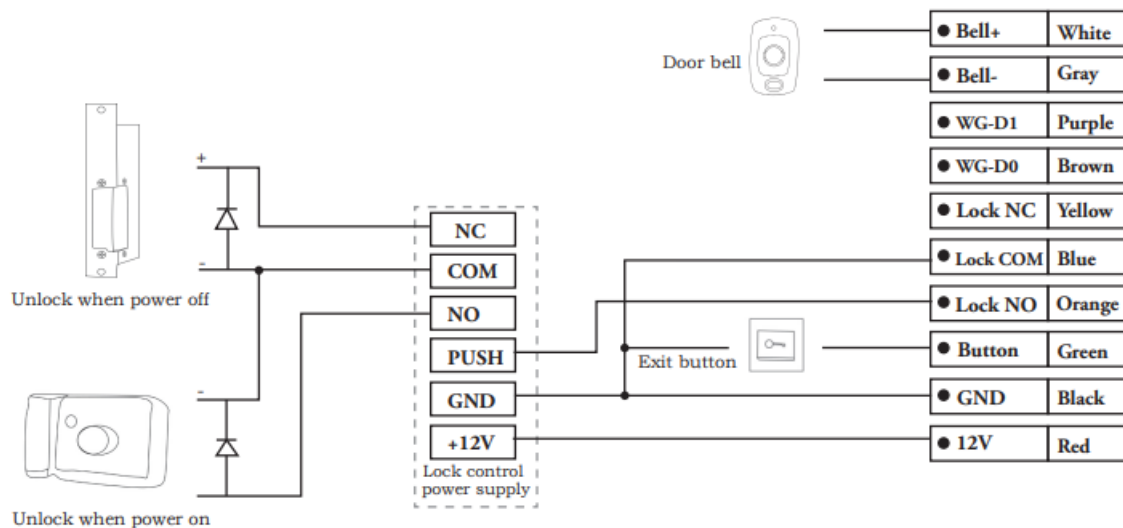 Door bell
Bell+ White
Bell- Gray
WG-D1 Purple
WG-D0 Brown
Lock NC Yellow
Lock COM Blue
Lock NO Orange
Button Green
GND Black
12V Red
+
-
Unlock when power off
NC
COM
NO
PUSH
GND
+12V
Lock control
power supply
Exit button
-
Unlock when power on